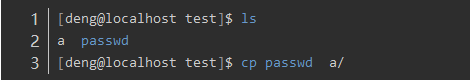 1 [deng@localhost test]$ ls
2 a  passwd
3 [deng@localhost test]$ cp passwd  a/